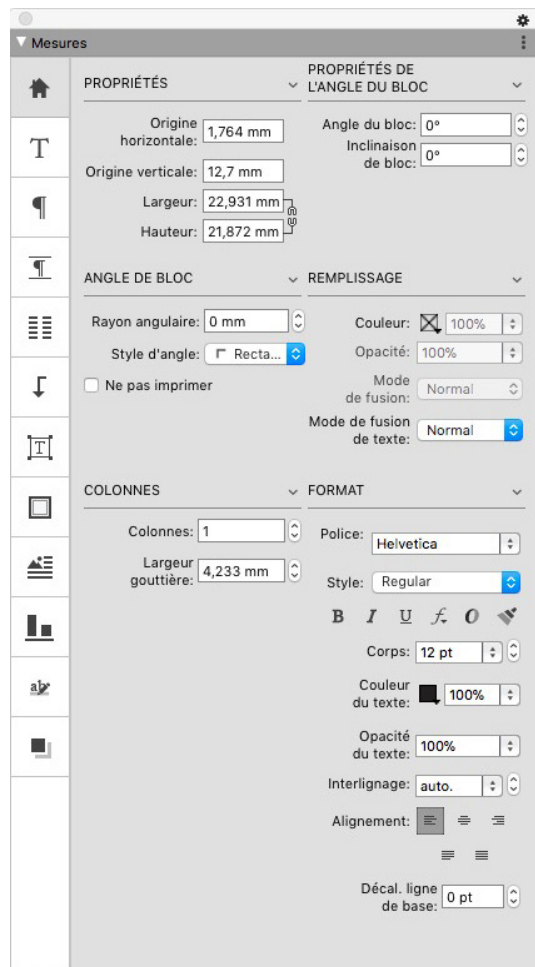 Mesures
PROPRIÉTÉS
Origine
horizontale: 1,764 mm
Origine verticale: 12,7 mm
Largeur: 22,931 mm
Hauteur: 21,872 mm
PROPRIÉTÉS DE
L'ANGLE DU BLOC
Angle du bloc: 0°
Inclinaison
de bloc: 0°
ANGLE DE BLOC
Rayon angulaire: 0 mm
Style d'angle: Recta...
Ne pas imprimer
REMPLISSAGE
Couleur: 100%
Opacité: 100%
Mode
de fusion: Normal
Mode de fusion
de texte: Normal
COLONNES
Colonnes: 1
Largeur
gouttière: 4,233 mm
FORMAT
Police: Helvetica
Style: Regular
B I U f O
Corps: 12 pt
Couleur
du texte: 100%
Opacité
du texte: 100%
Interlignage: auto.
Alignement:
Décal. ligne
de base: 0 pt